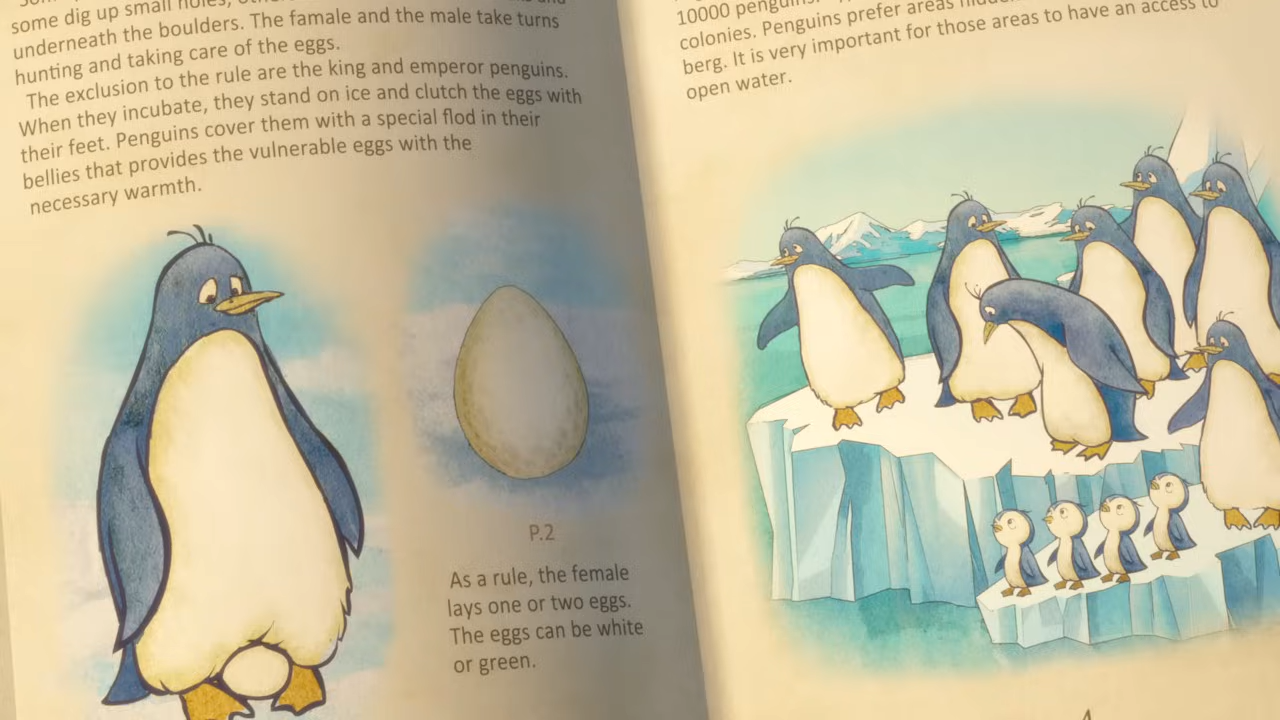 some dig up small holes,
underneath the boulders. The famale and the male take turns
hunting and taking care of the eggs.
The exclusion to the rule are the king and emperor penguins.
When they incubate, they stand on ice and clutch the eggs with
their feet. Penguins cover them with a special flod in their
bellies that provides the vulnerable eggs with the
necessary warmth.
P.2
As a rule, the female
lays one or two eggs.
The eggs can be white
or green.
10000 penguins.
colonies. Penguins prefer areas
berg. It is very important for those areas to have an access to
open water.